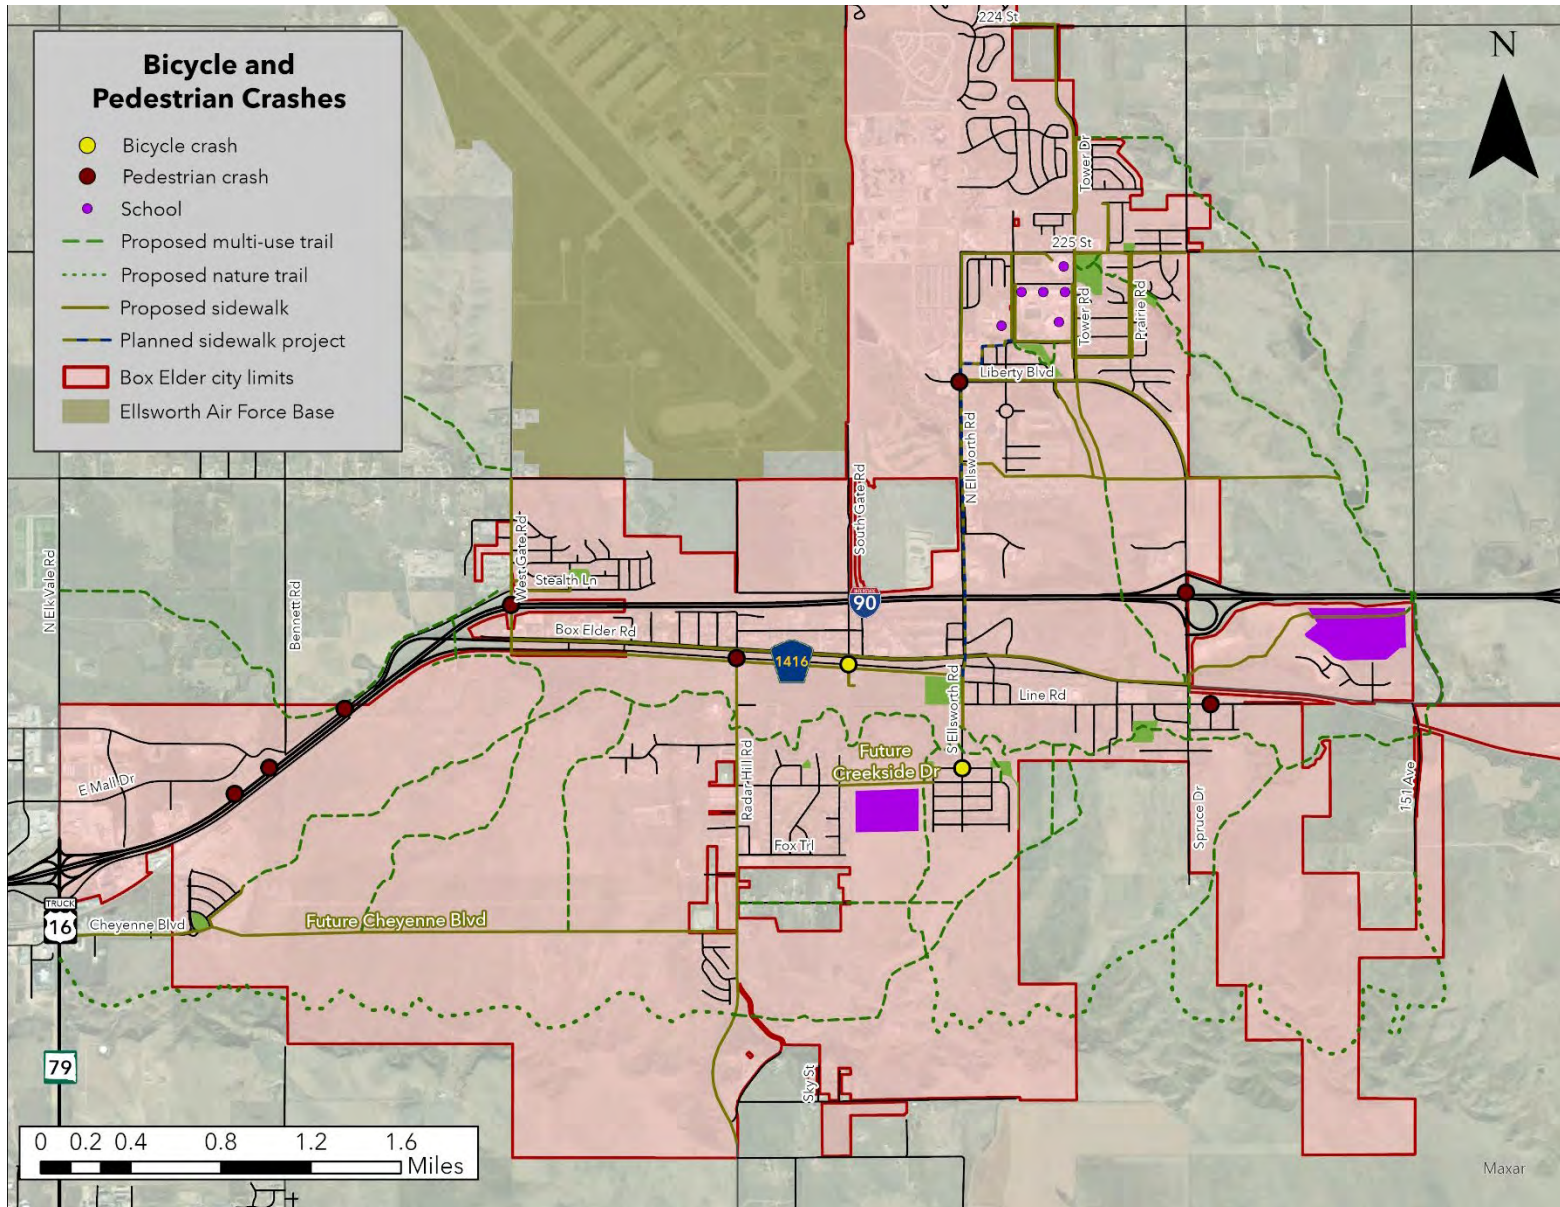 Bicycle and
Pedestrian Crashes
Bicycle crash
Pedestrian crash
School
Proposed multi-use trail
Proposed nature trail
Proposed sidewalk
Planned sidewalk project
Box Elder city limits
Ellsworth Air Force Base
224 St
N
Tower Dr
225 St
Tower Rd
Prairie Rd
Liberty Blvd
N Ellsworth Rd
South Gate Rd
West Gate Rd
N Elk Vale Rd
Bennett Rd
Stealth Ln
90
Box Elder Rd
1416
Line Rd
S Ellsworth Rd
Future
Creekside Dr
Radar Hill Rd
E Mall Dr
Spruce Dr
151 Ave
Fox Trl
TRUCK
16
Cheyenne Blvd
Future Cheyenne Blvd
79
Sky St
0 0.2 0.4 0.8 1.2 1.6
Miles
Maxar